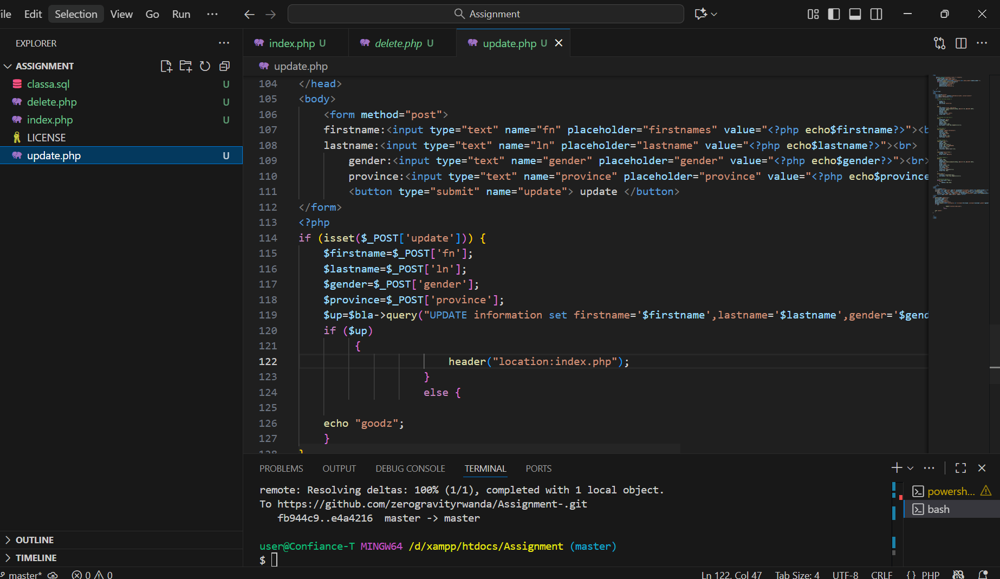 ile Edit Selection View Go Run ··· Assignment
EXPLORER ···
ASSIGNMENT
classa.sql U
delete.php U
index.php U
LICENSE
update.php U
OUTLINE
TIMELINE
index.php U delete.php U update.php U
update.php
104 </head>
105 <body>
106 <form method="post">
107 firstname:<input type="text" name="fn" placeholder="firstnames" value="<?php echo$firstname?>"><b
108 lastname:<input type="text" name="ln" placeholder="lastname" value="<?php echo$lastname?>"><br>
109 gender:<input type="text" name="gender" placeholder="gender" value="<?php echo$gender?>"><br>
110 province:<input type="text" name="province" placeholder="province" value="<?php echo$province
111 <button type="submit" name="update"> update </button>
112 </form>
113 <?php
114 if (isset($_POST['update'])) {
115 $firstname=$_POST['fn'];
116 $lastname=$_POST['ln'];
117 $gender=$_POST['gender'];
118 $province=$_POST['province'];
119 $up=$bla->query("UPDATE information set firstname='$firstname',lastname='$lastname',gender='$gend
120 if ($up)
121 {
122 header("location:index.php");
123 }
124 else {
125
126 echo "goodz";
127 }
128 }
PROBLEMS OUTPUT DEBUG CONSOLE TERMINAL PORTS
remote: Resolving deltas: 100% (1/1), completed with 1 local object.
To https://github.com/zerogravityrwanda/Assignment-.git
fb944c9..e4a4216 master -> master
user@Confiance-T MINGW64 /d/xampp/htdocs/Assignment (master)
$
powersh...
bash
master* 0 0 Ln 122, Col 47 Tab Size: 4 UTF-8 CRLF {} PHP